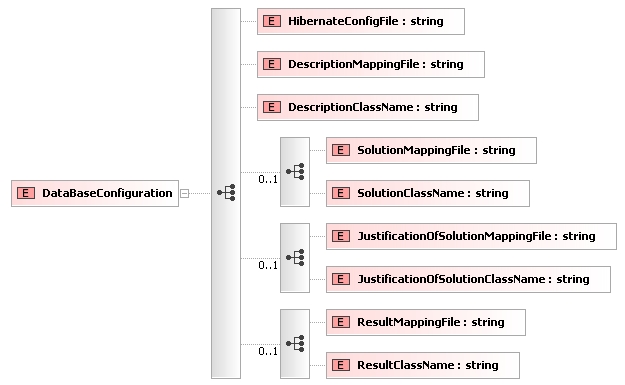 E HibernateConfigFile : string
E DescriptionMappingFile : string
E DescriptionClassName : string
E SolutionMappingFile : string
0..1
E SolutionClassName : string
E DataBaseConfiguration
E JustificationOfSolutionMappingFile : string
0..1
E JustificationOfSolutionClassName : string
E ResultMappingFile : string
0..1
E ResultClassName : string